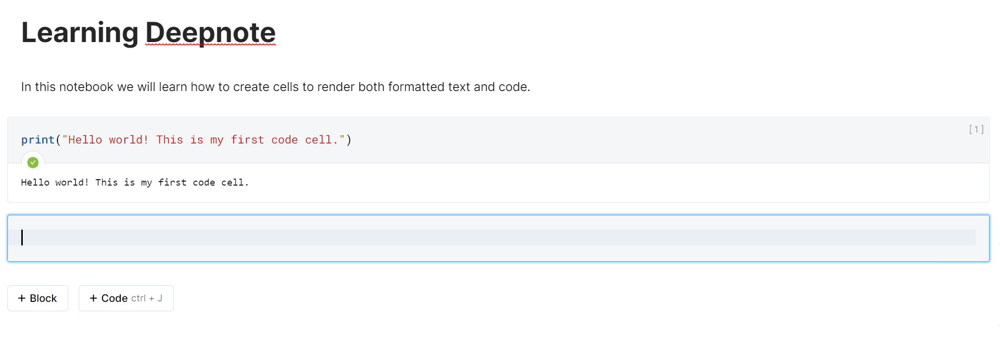 Learning Deepnote
In this notebook we will learn how to create cells to render both formatted text and code.
[1]
print("Hello world! This is my first code cell.")
Hello world! This is my first code cell.
+ Block
+ Code ctrl + J